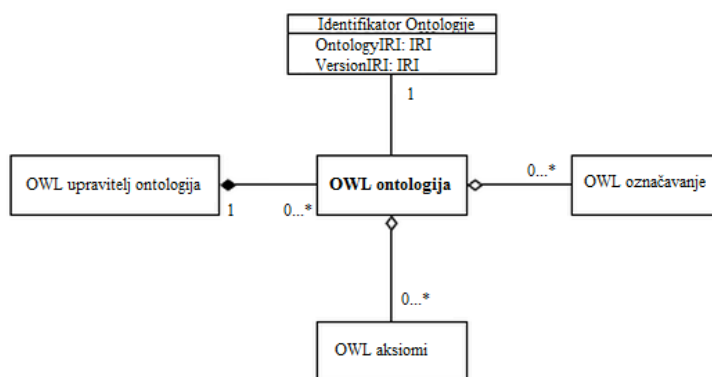 Identifikator Ontologije
OntologyIRI: IRI
VersionIRI: IRI
1
OWL upravitelj ontologija
1
0...*
OWL ontologija
0...*
OWL označavanje
0...*
OWL aksiomi